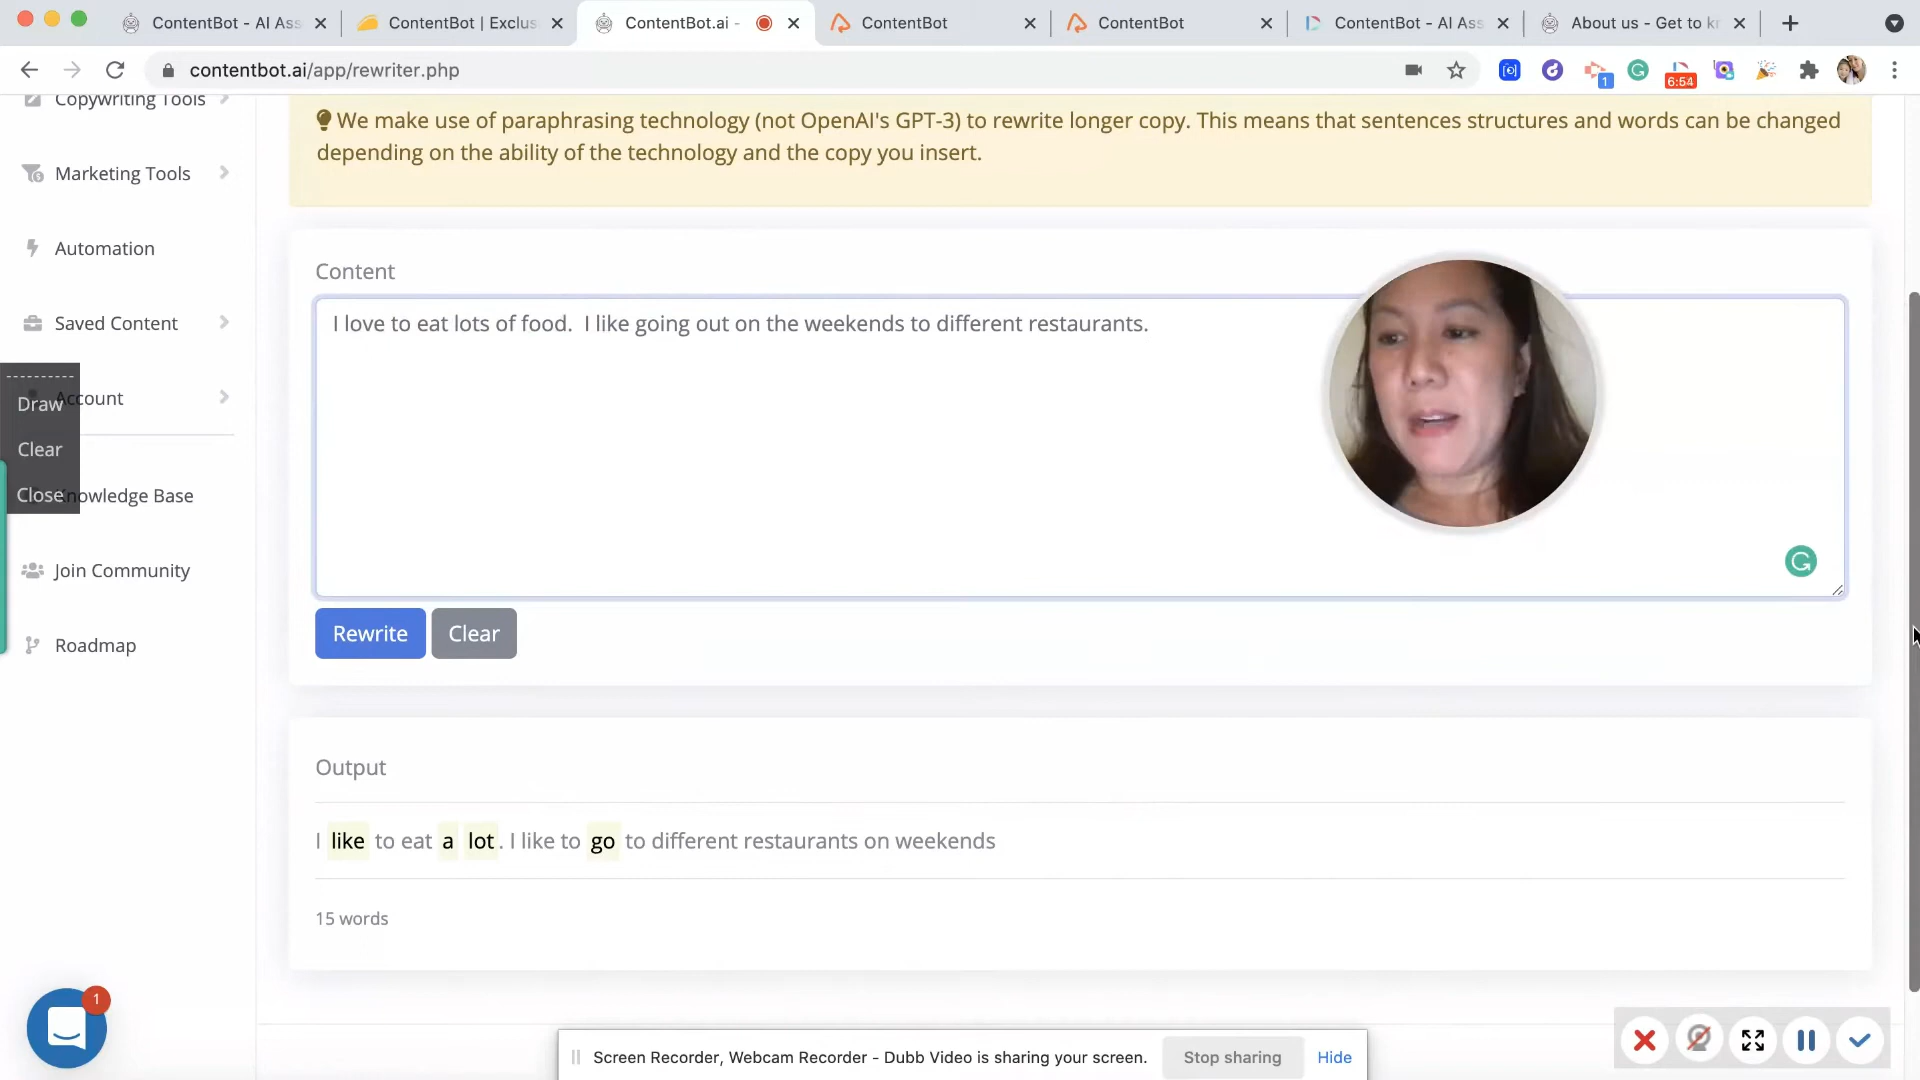 ContentBot - AI Ass
ContentBot | Exclus
ContentBot.ai -
ContentBot
ContentBot
ContentBot - AI Ass
About us - Get to kr
contentbot.ai/app/rewriter.php
1
6:54
Copywriting Tools
Marketing Tools
Automation
Saved Content
Account
Knowledge Base
Join Community
Roadmap
Draw
Clear
Close
We make use of paraphrasing technology (not OpenAI's GPT-3) to rewrite longer copy. This means that sentences structures and words can be changed
depending on the ability of the technology and the copy you insert.
Content
I love to eat lots of food.  I like going out on the weekends to different restaurants.
Rewrite
Clear
Output
I like to eat a lot. I like to go to different restaurants on weekends
15 words
1
Screen Recorder, Webcam Recorder - Dubb Video is sharing your screen.
Stop sharing
Hide